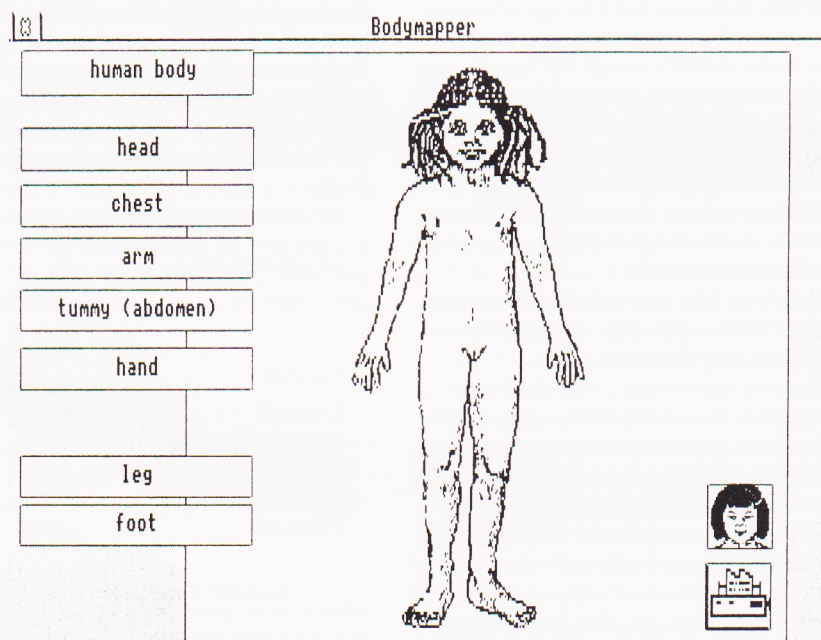 Bodymapper
human body
head
chest
arm
tummy (abdomen)
hand
leg
foot